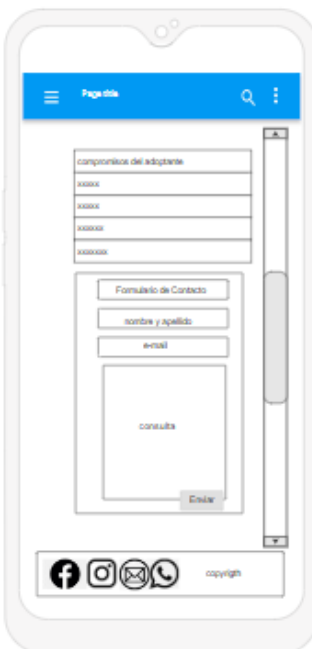 Page title
compromisos del adoptante
xxxxx
xxxxx
xxxxxx
xxxxxxx
Formulario de Contacto
nombre y apellido
e-mail
consulta
Enviar
copyrigth